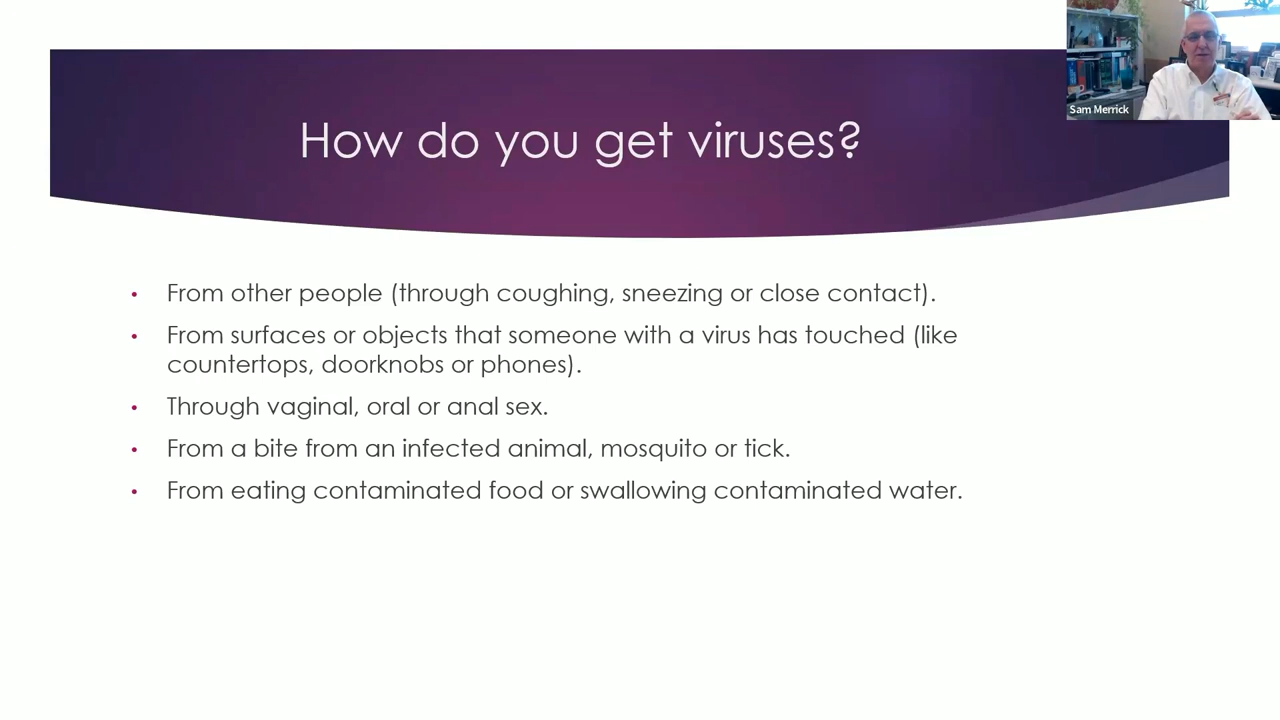 Sam Merrick
How do you get viruses?
• From other people (through coughing, sneezing or close contact).
• From surfaces or objects that someone with a virus has touched (like
countertops, doorknobs or phones).
• Through vaginal, oral or anal sex.
• From a bite from an infected animal, mosquito or tick.
• From eating contaminated food or swallowing contaminated water.